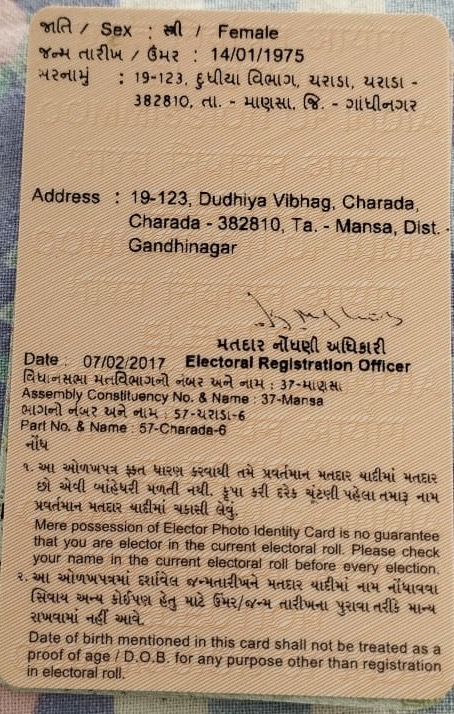 જાતિ / Sex : સ્ત્રી / Female
જન્મ તારીખ / ઉંમર : 14/01/1975
સરનામું : 19-123, દુધીયા વિભાગ, ચરાડા, ચરાડા -
382810, તા. - માણસા, જિ. - ગાંધીનગર
Address : 19-123, Dudhiya Vibhag, Charada,
Charada - 382810, Ta. - Mansa, Dist. -
Gandhinagar
મતદાર નોંધણી અધિકારી
Date : 07/02/2017 Electoral Registration Officer
વિધાનસભા મતવિભાગનો નંબર અને નામ : 37-માણસા
Assembly Constituency No. & Name : 37-Mansa
ભાગનો નંબર અને નામ : 57-ચરાડા-6
Part No. & Name : 57-Charada-6
નોંધ
૧. આ ઓળખપત્ર ફક્ત ધારણ કરવાથી તમે પ્રવર્તમાન મતદાર યાદીમાં મતદાર
છો એવી બાંહેધરી મળતી નથી. કૃપા કરી દરેક ચૂંટણી પહેલા તમારૂ નામ
પ્રવર્તમાન મતદાર યાદીમાં ચકાસી લેવું.
Mere possession of Elector Photo Identity Card is no guarantee
that you are elector in the current electoral roll. Please check
your name in the current electoral roll before every election.
૨. આ ઓળખપત્રમાં દર્શાવેલ જન્મતારીખને મતદાર યાદીમાં નામ નોંધાવવા
સિવાય અન્ય કોઈપણ હેતુ માટે ઉંમર/જન્મ તારીખના પુરાવા તરીકે માન્ય
રાખવામાં નહીં આવે.
Date of birth mentioned in this card shall not be treated as a
proof of age / D.O.B. for any purpose other than registration
in electoral roll.